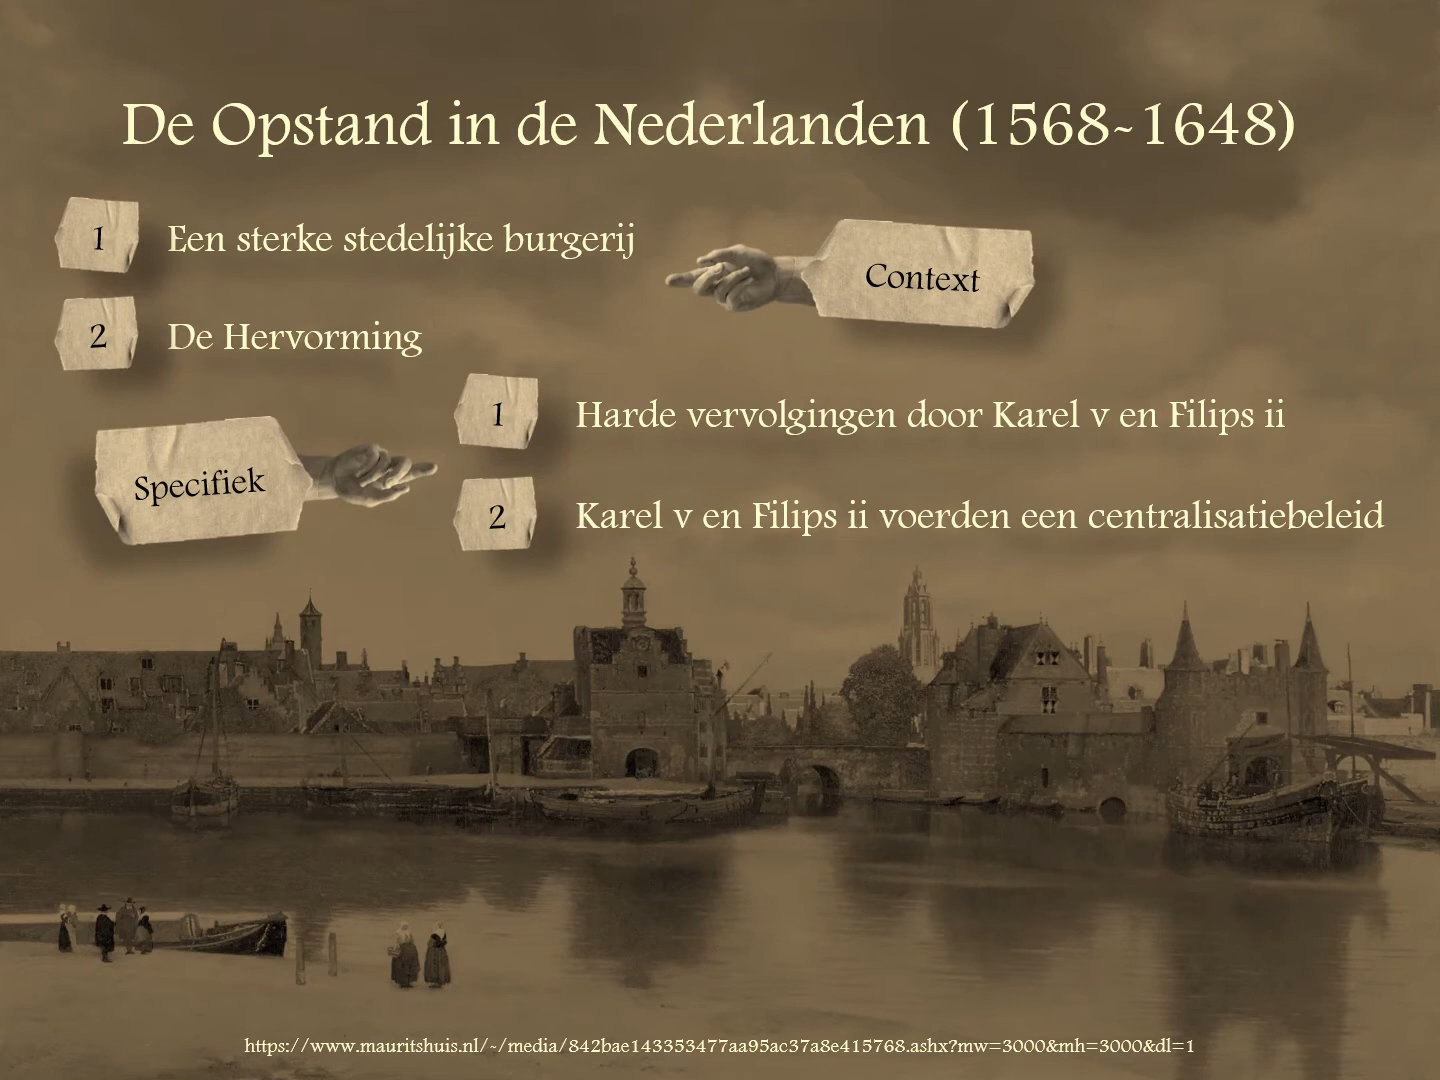 De Opstand in de Nederlanden (1568-1648)
1 Een sterke stedelijke burgerij
Context
2 De Hervorming
1 Harde vervolgingen door Karel v en Filips ii
Specifiek
2 Karel v en Filips ii voerden een centralisatiebeleid
https://www.mauritshuis.nl/-/media/842bae143353477aa95ac37a8e415768.ashx?mw=3000&mh=3000&dl=1